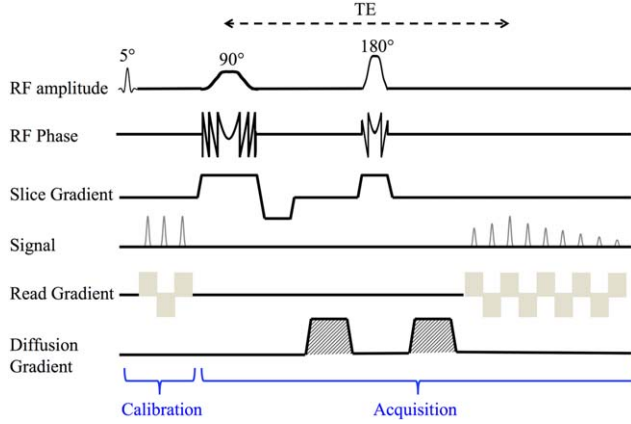 TE
5°
90°
180°
RF amplitude
RF Phase
Slice Gradient
Signal
Read Gradient
Diffusion
Gradient
Calibration
Acquisition